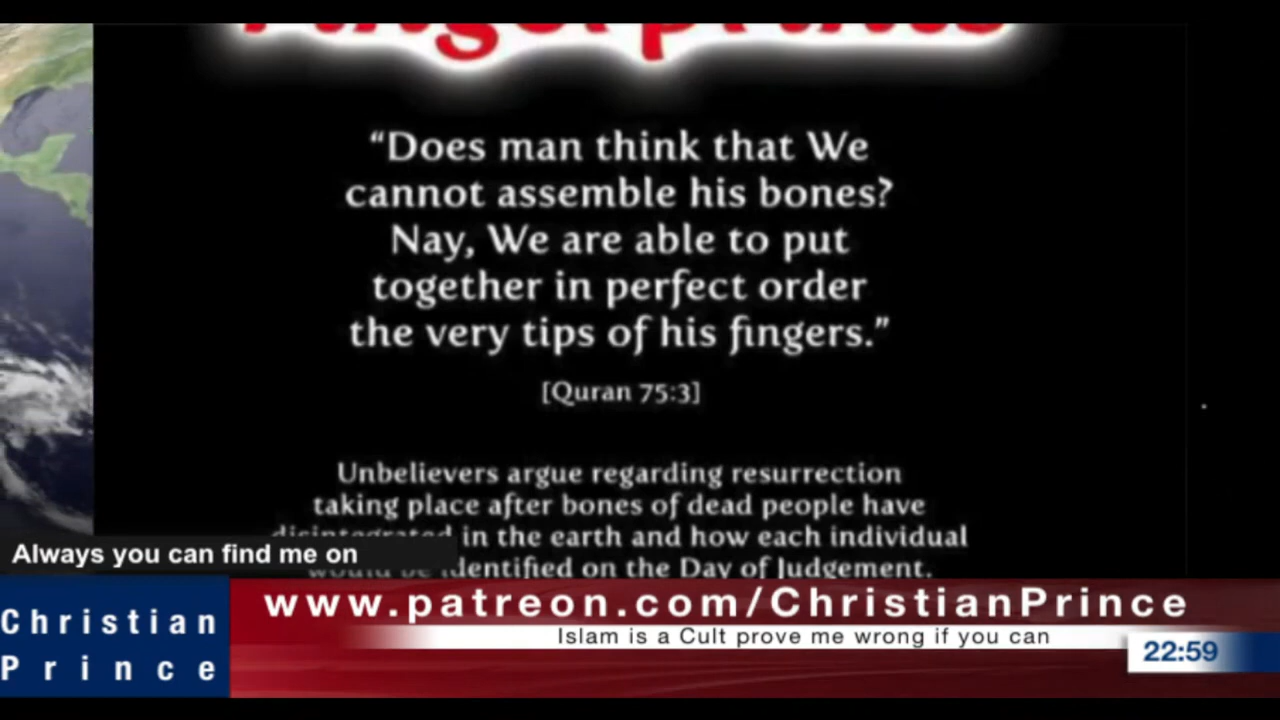 Fingerprints
“Does man think that We
cannot assemble his bones?
Nay, We are able to put
together in perfect order
the very tips of his fingers.”
[Quran 75:3]
Unbelievers argue regarding resurrection
taking place after bones of dead people have
disintegrated in the earth and how each individual
would be identified on the Day of Judgement.
Always you can find me on
Christian
Prince
www.patreon.com/ChristianPrince
Islam is a Cult prove me wrong if you can
22:59